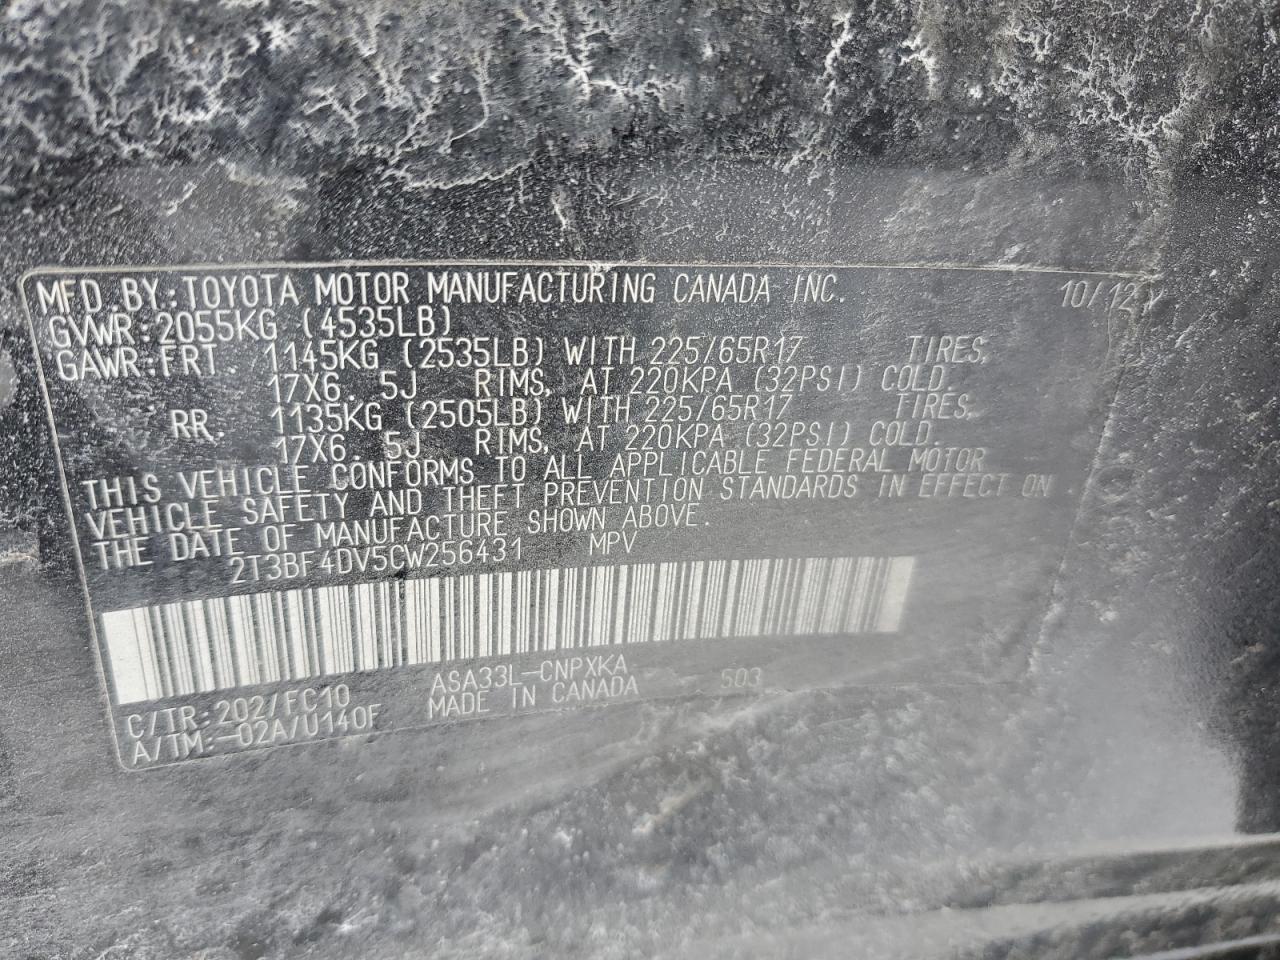 MFD.BY:TOYOTA MOTOR MANUFACTURING CANADA INC. 10/12
GVWR:2055KG (4535LB)
GAWR:FRT. 1145KG (2535LB) WITH 225/65R17 TIRES,
17X6. 5J RIMS, AT 220KPA (32PSI) COLD.
RR. 1135KG (2505LB) WITH 225/65R17 TIRES,
17X6. 5J RIMS, AT 220KPA (32PSI) COLD.
THIS VEHICLE CONFORMS TO ALL APPLICABLE FEDERAL MOTOR
VEHICLE SAFETY AND THEFT PREVENTION STANDARDS IN EFFECT ON
THE DATE OF MANUFACTURE SHOWN ABOVE.
2T3BF4DV5CW256431 MPV
C/TR:202/FC10 ASA33L-CNPXKA 503
A/TM:-02A/U140F MADE IN CANADA